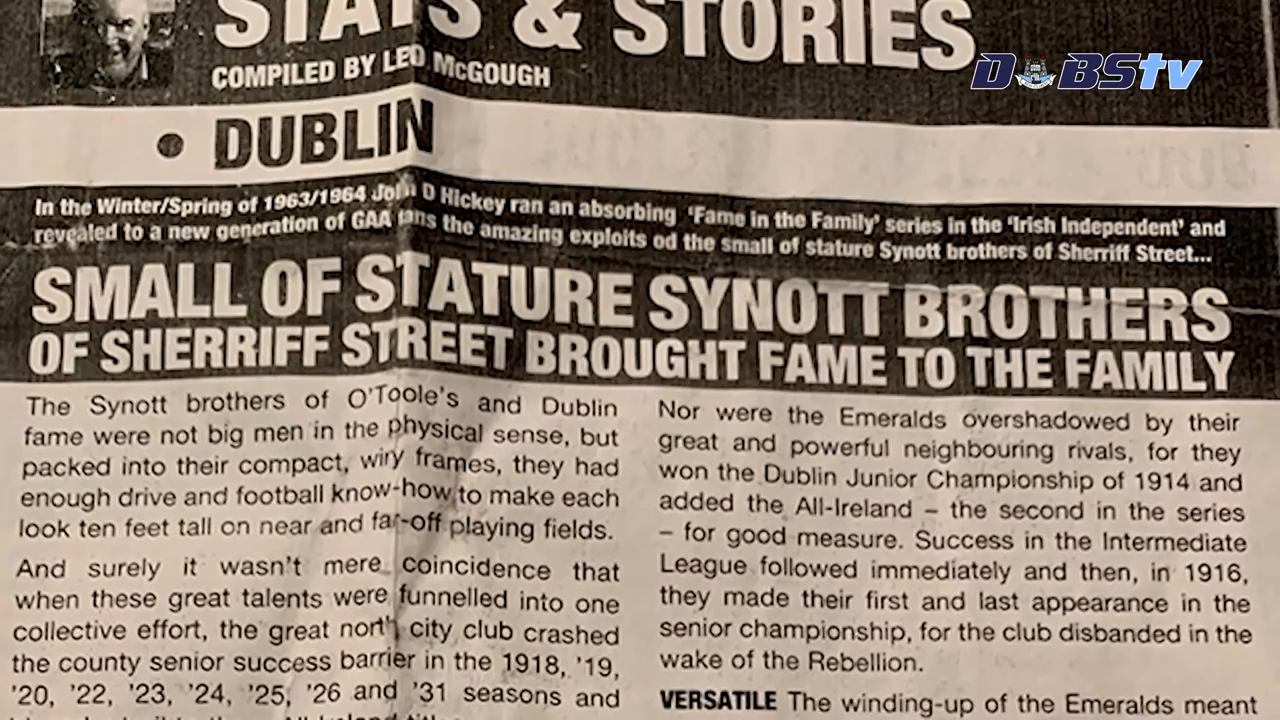 STATS & STORIES
COMPILED BY LEO McGOUGH
DUBStv
• DUBLIN
In the Winter/Spring of 1963/1964 John D Hickey ran an absorbing 'Fame in the Family' series in the 'Irish Independent' and
revealed to a new generation of GAA fans the amazing exploits od the small of stature Synott brothers of Sherriff Street...
SMALL OF STATURE SYNOTT BROTHERS
OF SHERRIFF STREET BROUGHT FAME TO THE FAMILY
The Synott brothers of O'Toole's and Dublin
fame were not big men in the physical sense, but
packed into their compact, wiry frames, they had
enough drive and football know-how to make each
look ten feet tall on near and far-off playing fields.
And surely it wasn't mere coincidence that
when these great talents were funnelled into one
collective effort, the great north city club crashed
the county senior success barrier in the 1918, '19,
'20, '22, '23, '24, '25, '26 and '31 seasons and
Nor were the Emeralds overshadowed by their
great and powerful neighbouring rivals, for they
won the Dublin Junior Championship of 1914 and
added the All-Ireland – the second in the series
– for good measure. Success in the Intermediate
League followed immediately and then, in 1916,
they made their first and last appearance in the
senior championship, for the club disbanded in the
wake of the Rebellion.
VERSATILE The winding-up of the Emeralds meant